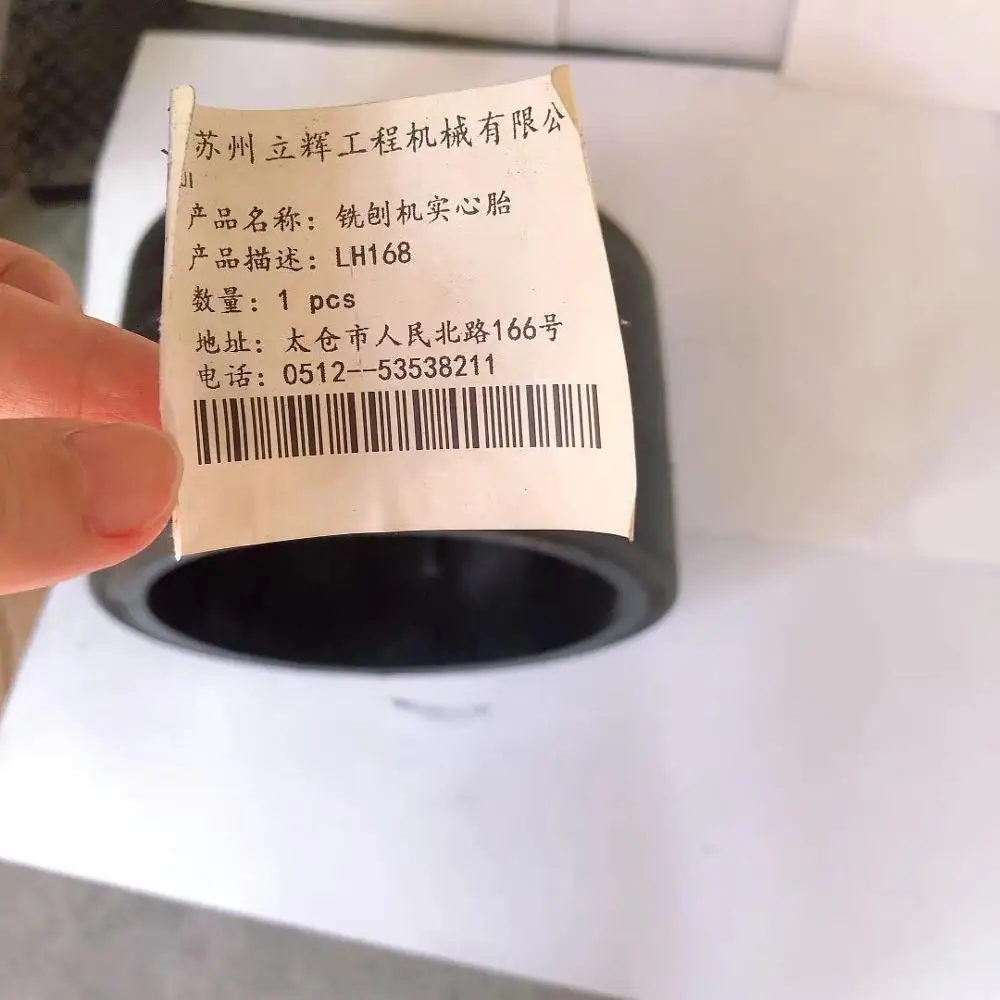 苏州立辉工程机械有限公
产品名称：铣刨机实心胎
产品描述：LH168
数量：1 pcs
地址：太仓市人民北路166号
电话：0512--53538211